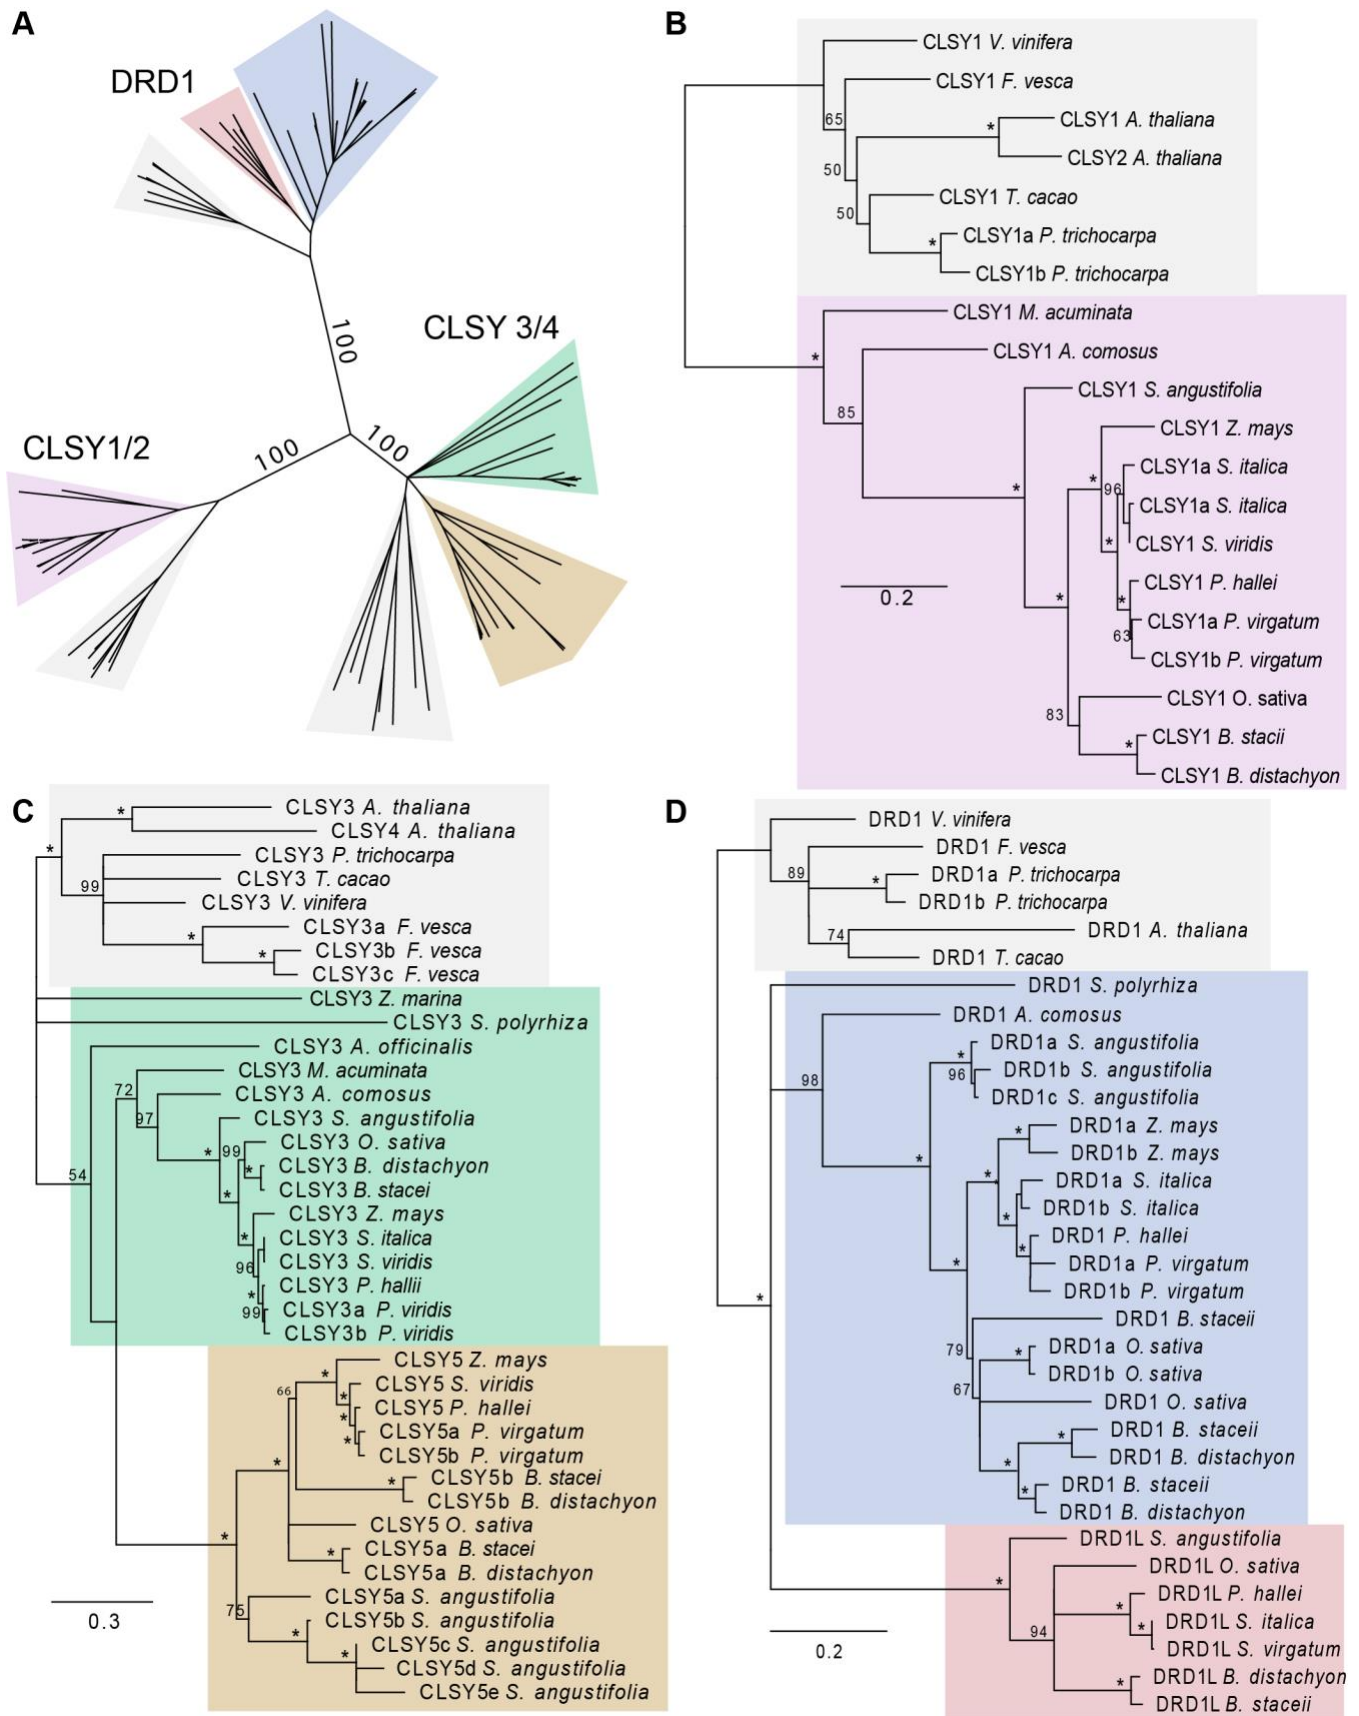 A
DRD1
100
CLSY 3/4
100
100
CLSY1/2
B
CLSY1 V. vinifera
CLSY1 F. vesca
65
CLSY1 A. thaliana
*
CLSY2 A. thaliana
50
CLSY1 T. cacao
50
CLSY1a P. trichocarpa
*
CLSY1b P. trichocarpa
CLSY1 M. acuminata
*
CLSY1 A. comosus
85
CLSY1 S. angustifolia
*
CLSY1 Z. mays
*
CLSY1a S. italica
96
CLSY1a S. italica
*
CLSY1 S. viridis
CLSY1 P. hallei
*
*
CLSY1a P. virgatum
63
CLSY1b P. virgatum
CLSY1 O. sativa
83
CLSY1 B. stacii
*
CLSY1 B. distachyon
0.2
C
CLSY3 A. thaliana
*
CLSY4 A. thaliana
*
CLSY3 P. trichocarpa
CLSY3 T. cacao
99
CLSY3 V. vinifera
CLSY3a F. vesca
*
CLSY3b F. vesca
*
CLSY3c F. vesca
CLSY3 Z. marina
CLSY3 S. polyrhiza
CLSY3 A. officinalis
CLSY3 M. acuminata
72
CLSY3 A. comosus
97
CLSY3 S. angustifolia
CLSY3 O. sativa
*
99
CLSY3 B. distachyon
*
54
CLSY3 B. stacei
*
CLSY3 Z. mays
CLSY3 S. italica
*
CLSY3 S. viridis
96
CLSY3 P. hallii
*
CLSY3a P. viridis
99
CLSY3b P. viridis
CLSY5 Z. mays
*
CLSY5 S. viridis
66
*
CLSY5 P. hallei
*
CLSY5a P. virgatum
*
CLSY5b P. virgatum
*
CLSY5b B. stacei
*
CLSY5b B. distachyon
CLSY5 O. sativa
*
CLSY5a B. stacei
*
CLSY5a B. distachyon
CLSY5a S. angustifolia
75
CLSY5b S. angustifolia
*
CLSY5c S. angustifolia
*
CLSY5d S. angustifolia
CLSY5e S. angustifolia
0.3
D
DRD1 V. vinifera
DRD1 F. vesca
89
DRD1a P. trichocarpa
*
DRD1b P. trichocarpa
DRD1 A. thaliana
74
DRD1 T. cacao
DRD1 S. polyrhiza
DRD1 A. comosus
DRD1a S. angustifolia
*
DRD1b S. angustifolia
96
98
DRD1c S. angustifolia
DRD1a Z. mays
*
DRD1b Z. mays
*
DRD1a S. italica
*
DRD1b S. italica
*
DRD1 P. hallei
*
DRD1a P. virgatum
*
DRD1b P. virgatum
*
DRD1 B. staceii
79
DRD1a O. sativa
*
DRD1b O. sativa
67
DRD1 O. sativa
DRD1 B. staceii
*
DRD1 B. distachyon
*
DRD1 B. staceii
*
DRD1 B. distachyon
DRD1L S. angustifolia
*
DRD1L O. sativa
DRD1L P. hallei
*
DRD1L S. italica
*
94
DRD1L S. virgatum
DRD1L B. distachyon
*
DRD1L B. staceii
0.2